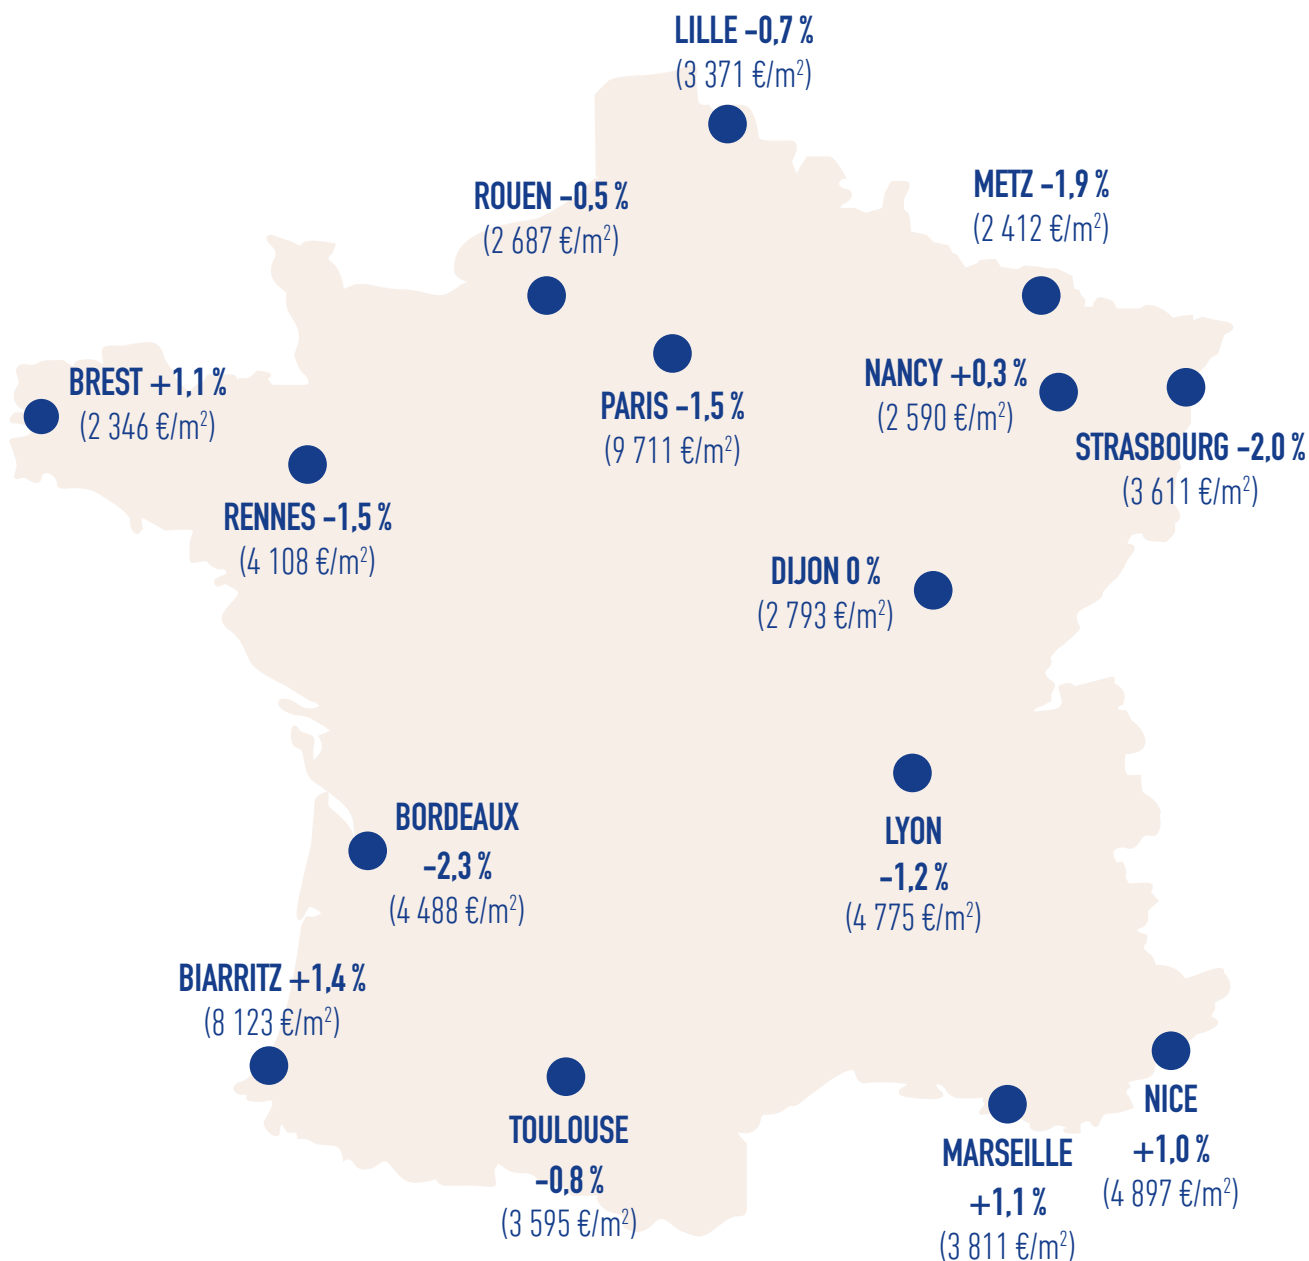 LILLE -0,7 %
(3 371 €/m²)
ROUEN -0,5 %
(2 687 €/m²)
METZ -1,9 %
(2 412 €/m²)
BREST +1,1 %
(2 346 €/m²)
PARIS -1,5 %
(9 711 €/m²)
NANCY +0,3 %
(2 590 €/m²)
STRASBOURG -2,0 %
(3 611 €/m²)
RENNES -1,5 %
(4 108 €/m²)
DIJON 0 %
(2 793 €/m²)
BORDEAUX
-2,3 %
(4 488 €/m²)
LYON
-1,2 %
(4 775 €/m²)
BIARRITZ +1,4 %
(8 123 €/m²)
TOULOUSE
-0,8 %
(3 595 €/m²)
MARSEILLE
+1,1 %
(3 811 €/m²)
NICE
+1,0 %
(4 897 €/m²)